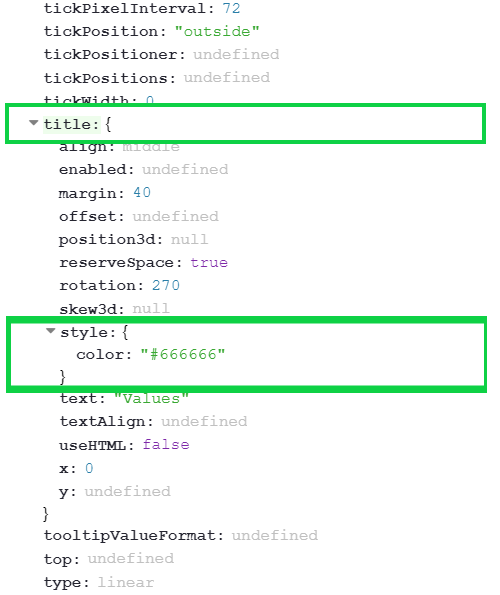 tickPixelInterval: 72
tickPosition: "outside"
tickPositioner: undefined
tickPositions: undefined
tickWidth: 0
title: {
align: middle
enabled: undefined
margin: 40
offset: undefined
position3d: null
reserveSpace: true
rotation: 270
skew3d: null
style: {
color: "#666666"
}
text: "Values"
textAlign: undefined
useHTML: false
x: 0
y: undefined
}
tooltipValueFormat: undefined
top: undefined
type: linear